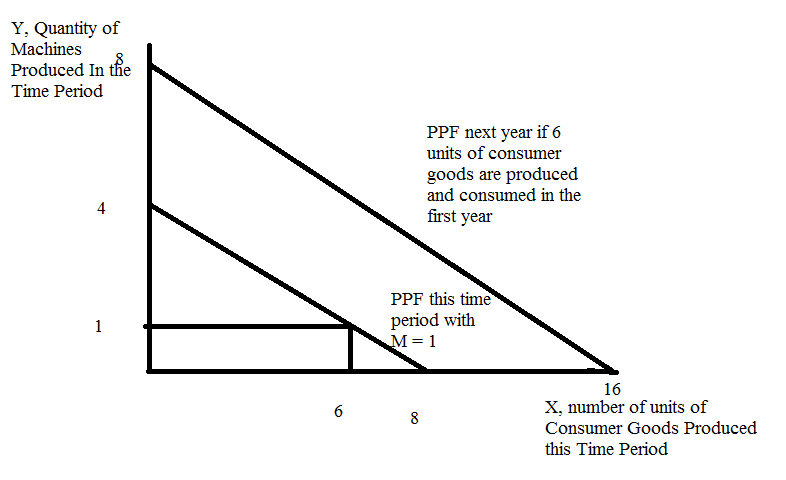 Y, Quantity of
Machines
8
Produced In the
Time Period
PPF next year if 6
units of consumer
goods are produced
and consumed in the
first year
4
PPF this time
period with
M = 1
1
16
6
8
X, number of units of
Consumer Goods Produced
this Time Period